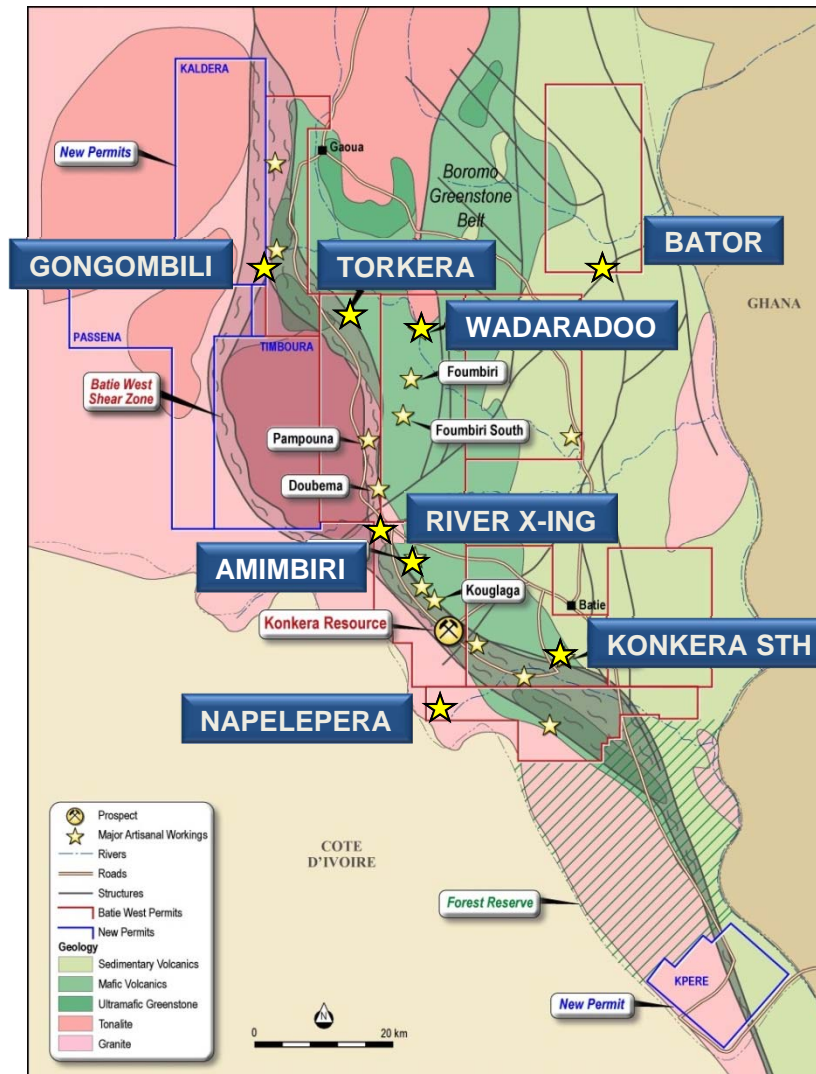 KALDERA
New Permits
Gaoua
Boromo
Greenstone
Belt
GONGOMBILI
TORKERA
BATOR
GHANA
WADARADOO
PASSENA
TIMBOURA
Batie West
Shear Zone
Foumbiri
Foumbiri South
Pampouna
Doubema
RIVER X-ING
AMIMBIRI
Kouglaga
Batie
Konkera Resource
KONKERA STH
NAPELEPERA
COTE
D'IVOIRE
Forest Reserve
KPERE
New Permit
Prospect
Major Artisanal Workings
Rivers
Roads
Structures
Batie West Permits
New Permits
Geology
Sedimentary Volcanics
Mafic Volcanics
Ultramafic Greenstone
Tonalite
Granite
N
0 20 km